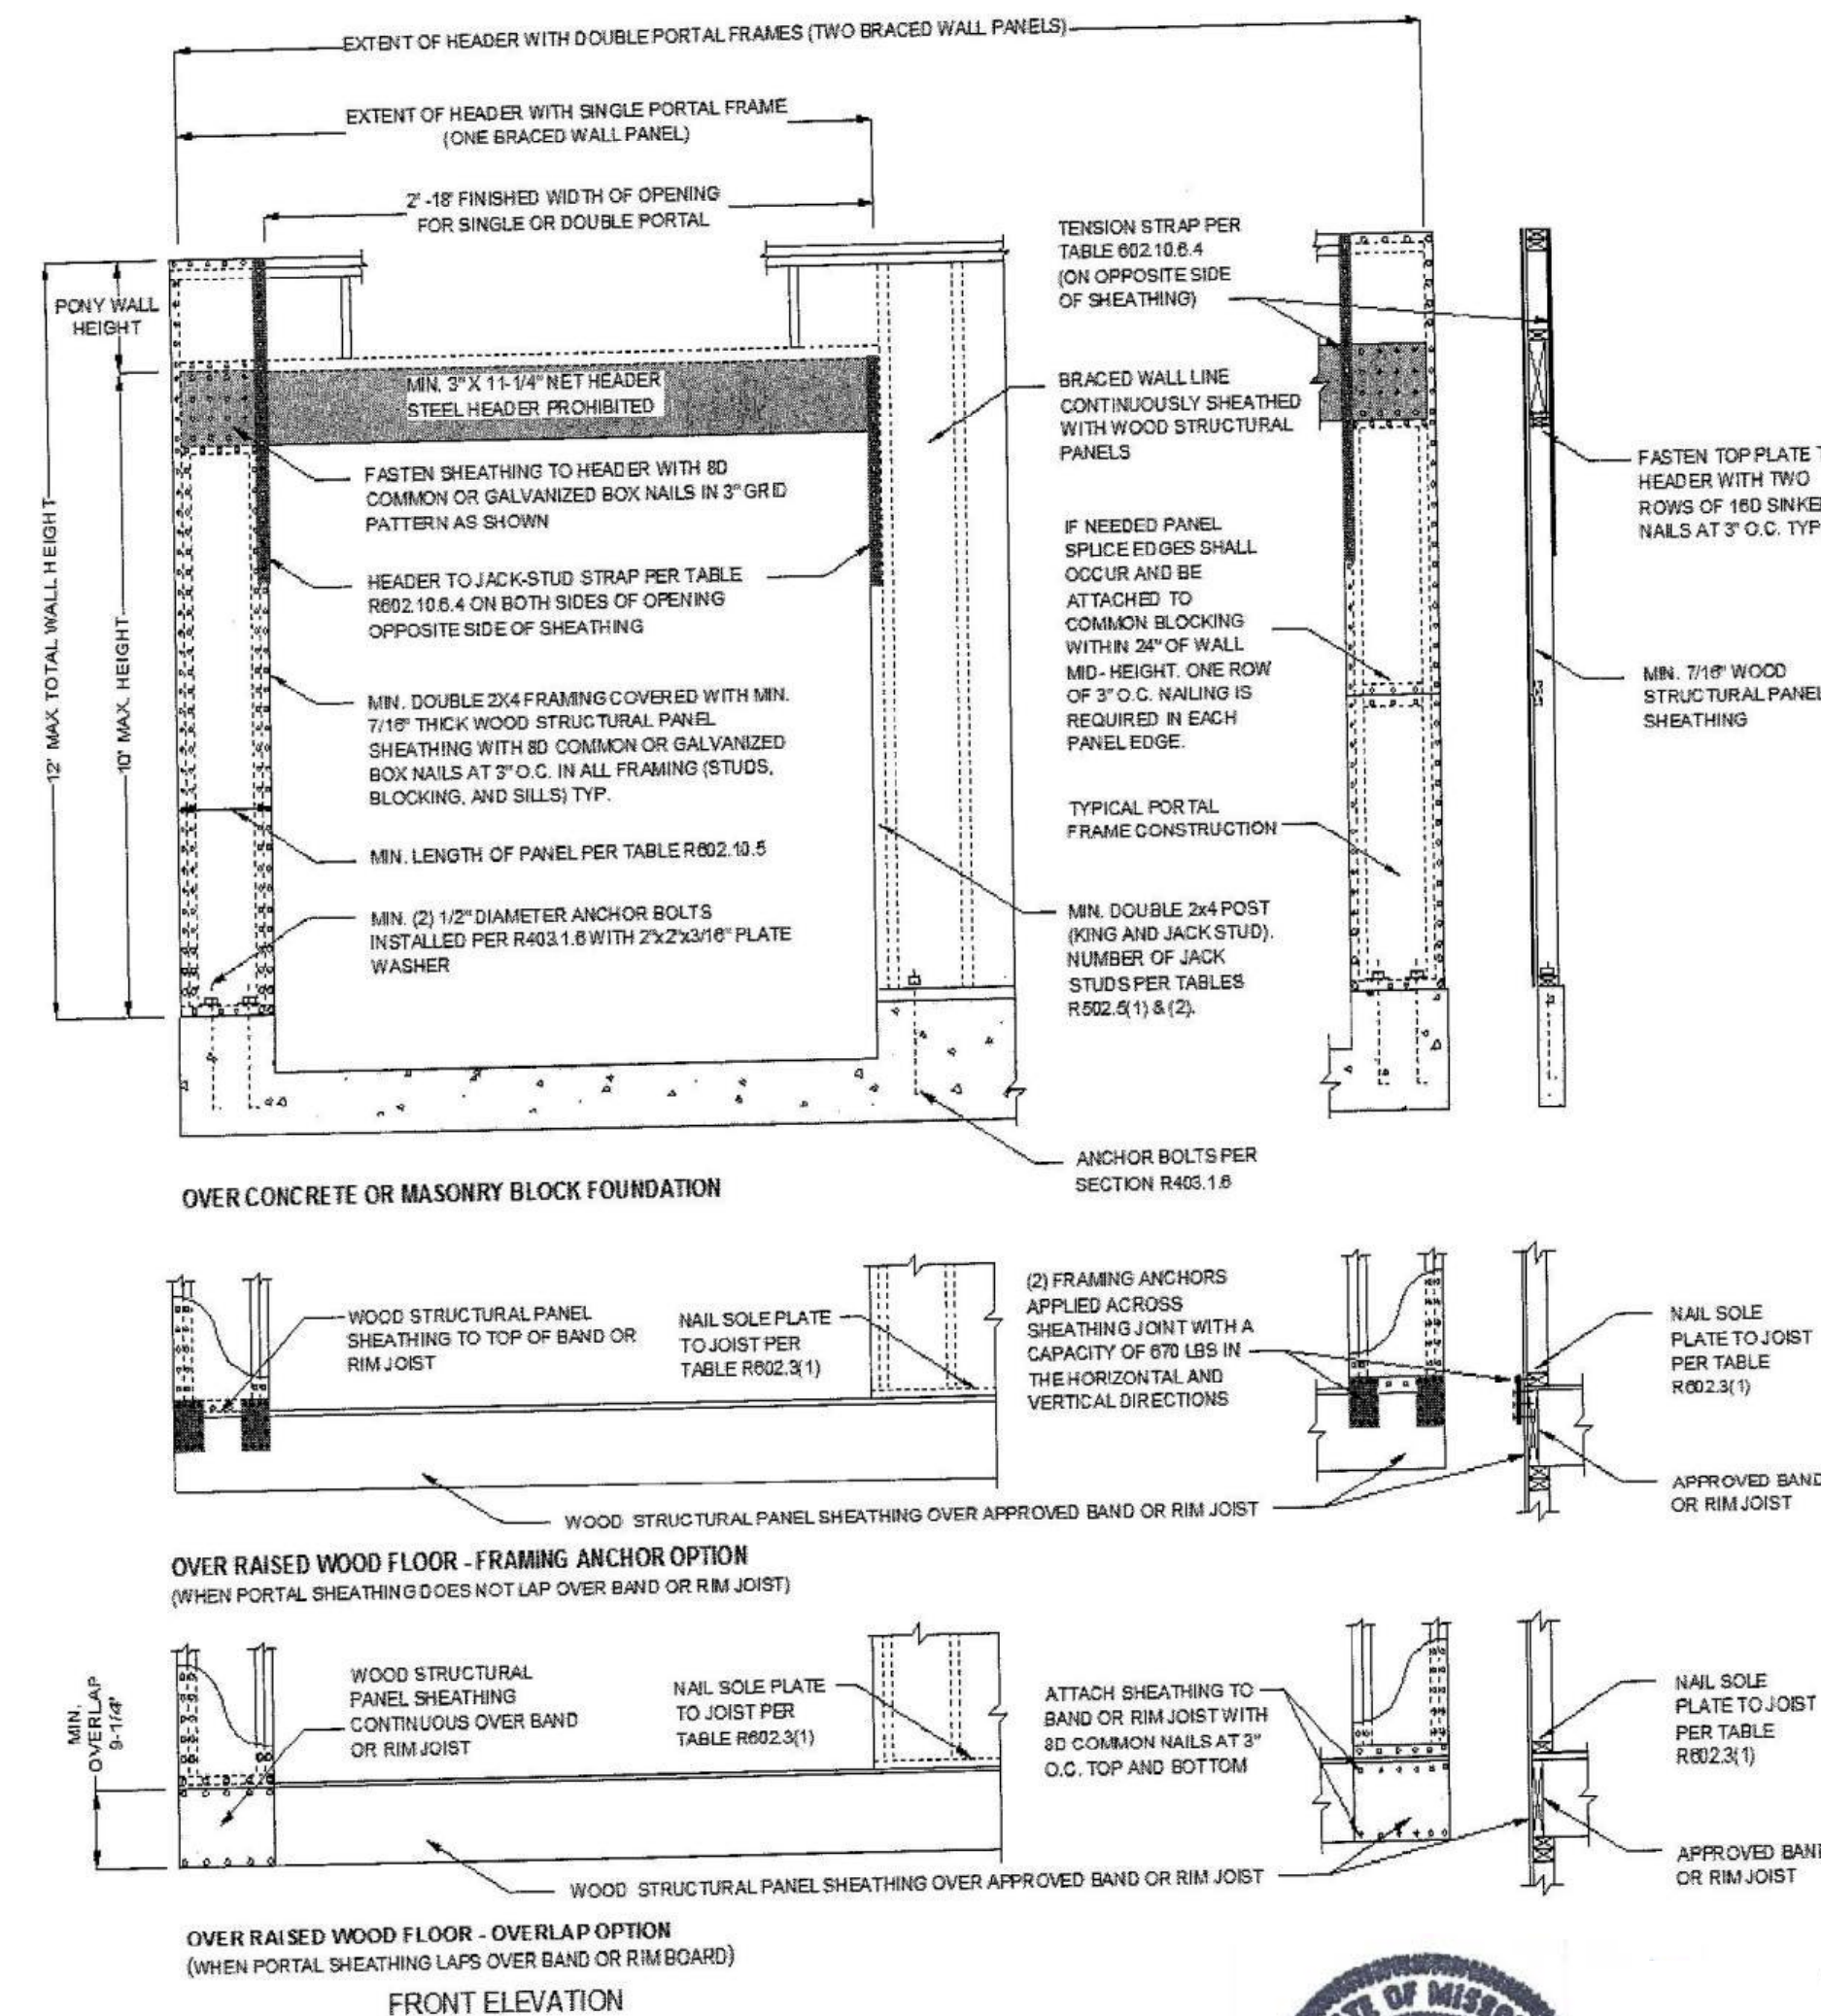 EXTENT OF HEADER WITH DOUBLE PORTAL FRAMES (TWO BRACED WALL PANELS)
EXTENT OF HEADER WITH SINGLE PORTAL FRAME
(ONE BRACED WALL PANEL)
2' -18' FINISHED WIDTH OF OPENING
FOR SINGLE OR DOUBLE PORTAL
PONY WALL
HEIGHT
12' MAX TOTAL WALL HEIGHT
10' MAX. HEIGHT
MIN. 3" X 11-1/4" NET HEADER
STEEL HEADER PROHIBITED
FASTEN SHEATHING TO HEADER WITH 8D
COMMON OR GALVANIZED BOX NAILS IN 3" GRID
PATTERN AS SHOWN
HEADER TO JACK-STUD STRAP PER TABLE
R602.10.6.4 ON BOTH SIDES OF OPENING
OPPOSITE SIDE OF SHEATHING
MIN. DOUBLE 2X4 FRAMING COVERED WITH MIN.
7/16" THICK WOOD STRUCTURAL PANEL
SHEATHING WITH 8D COMMON OR GALVANIZED
BOX NAILS AT 3" O.C. IN ALL FRAMING (STUDS,
BLOCKING, AND SILLS) TYP.
MIN. LENGTH OF PANEL PER TABLE R602.10.5
MIN. (2) 1/2" DIAMETER ANCHOR BOLTS
INSTALLED PER R403.1.6 WITH 2"x2"x3/16" PLATE
WASHER
TENSION STRAP PER
TABLE 602.10.6.4
(ON OPPOSITE SIDE
OF SHEATHING)
BRACED WALL LINE
CONTINUOUSLY SHEATHED
WITH WOOD STRUCTURAL
PANELS
IF NEEDED PANEL
SPLICE EDGES SHALL
OCCUR AND BE
ATTACHED TO
COMMON BLOCKING
WITHIN 24" OF WALL
MID- HEIGHT. ONE ROW
OF 3" O.C. NAILING IS
REQUIRED IN EACH
PANEL EDGE.
TYPICAL PORTAL
FRAME CONSTRUCTION
MIN. DOUBLE 2x4 POST
(KING AND JACK STUD).
NUMBER OF JACK
STUDS PER TABLES
R502.5(1) & (2).
ANCHOR BOLTS PER
SECTION R403.1.6
FASTEN TOP PLATE T
HEADER WITH TWO
ROWS OF 16D SINKE
NAILS AT 3" O.C. TYP
MIN. 7/16" WOOD
STRUCTURAL PANEL
SHEATHING
OVER CONCRETE OR MASONRY BLOCK FOUNDATION
WOOD STRUCTURAL PANEL
SHEATHING TO TOP OF BAND OR
RIM JOIST
NAIL SOLE PLATE
TO JOIST PER
TABLE R602.3(1)
(2) FRAMING ANCHORS
APPLIED ACROSS
SHEATHING JOINT WITH A
CAPACITY OF 670 LBS IN
THE HORIZONTAL AND
VERTICAL DIRECTIONS
NAIL SOLE
PLATE TO JOIST
PER TABLE
R602.3(1)
APPROVED BAND
OR RIM JOIST
WOOD STRUCTURAL PANEL SHEATHING OVER APPROVED BAND OR RIM JOIST
OVER RAISED WOOD FLOOR - FRAMING ANCHOR OPTION
(WHEN PORTAL SHEATHING DOES NOT LAP OVER BAND OR RIM JOIST)
MIN.
OVERLAP
9-1/4"
WOOD STRUCTURAL
PANEL SHEATHING
CONTINUOUS OVER BAND
OR RIM JOIST
NAIL SOLE PLATE
TO JOIST PER
TABLE R602.3(1)
ATTACH SHEATHING TO
BAND OR RIM JOIST WITH
8D COMMON NAILS AT 3"
O.C. TOP AND BOTTOM
NAIL SOLE
PLATE TO JOIST
PER TABLE
R602.3(1)
APPROVED BAND
OR RIM JOIST
WOOD STRUCTURAL PANEL SHEATHING OVER APPROVED BAND OR RIM JOIST
OVER RAISED WOOD FLOOR - OVERLAP OPTION
(WHEN PORTAL SHEATHING LAPS OVER BAND OR RIM BOARD)
FRONT ELEVATION
OF